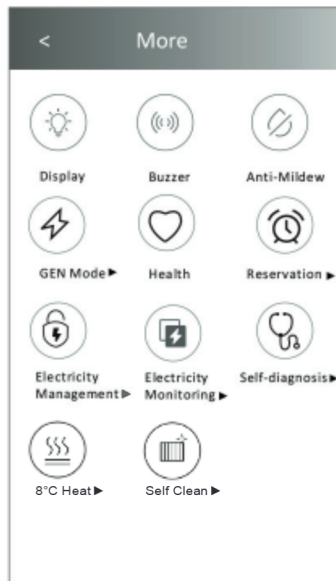 < More
Display Buzzer Anti-Mildew
GEN Mode► Health Reservation ►
Electricity Electricity Self-diagnosis►
Management► Monitoring ►
8°C Heat► Self Clean ►